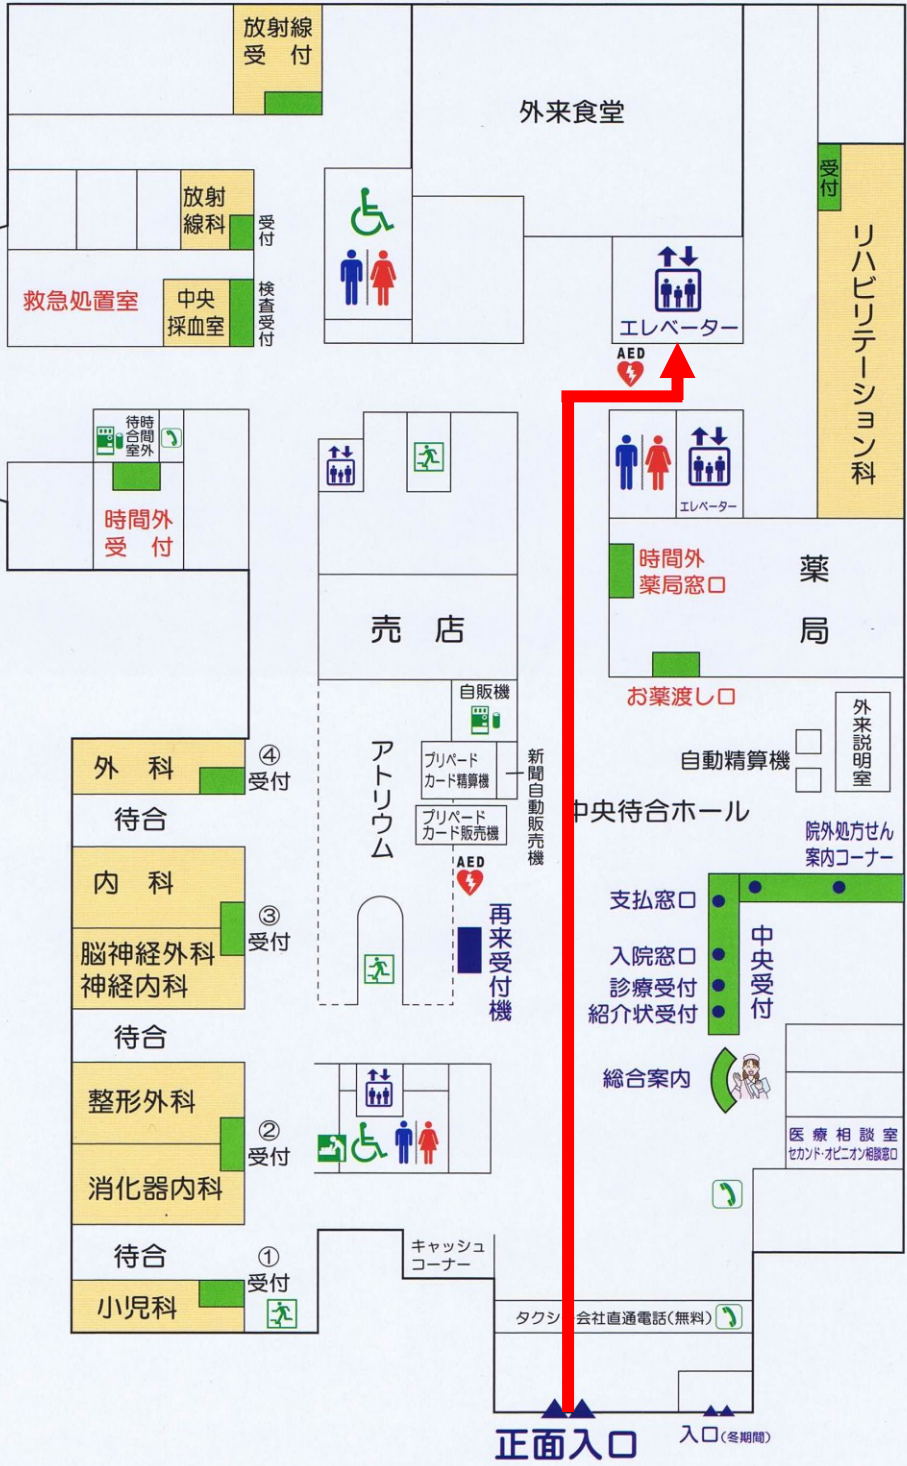 放射線
受　付
外来食堂
放射
線科
受付
受付
リハビリテーション科
救急処置室
中央
採血室
検査受付
エレベーター
AED
時間外
待合室
時間外
受　付
エレベーター
時間外
薬局窓口
薬
局
売　店
お薬渡し口
自販機
外来説明室
アトリウム
プリペード
カード精算機
新聞自動販売機
自動精算機
外　科
④
受付
待合
プリペード
カード販売機
中央待合ホール
院外処方せん
案内コーナー
AED
内　科
③
受付
再来受付機
支払窓口
中央受付
脳神経外科
神経内科
入院窓口
診療受付
紹介状受付
待合
総合案内
整形外科
②
受付
医療相談室
セカンド・オピニオン相談窓口
消化器内科
待合
①
受付
キャッシュ
コーナー
小児科
タクシ
会社直通電話(無料)
正面入口
入口(冬期間)